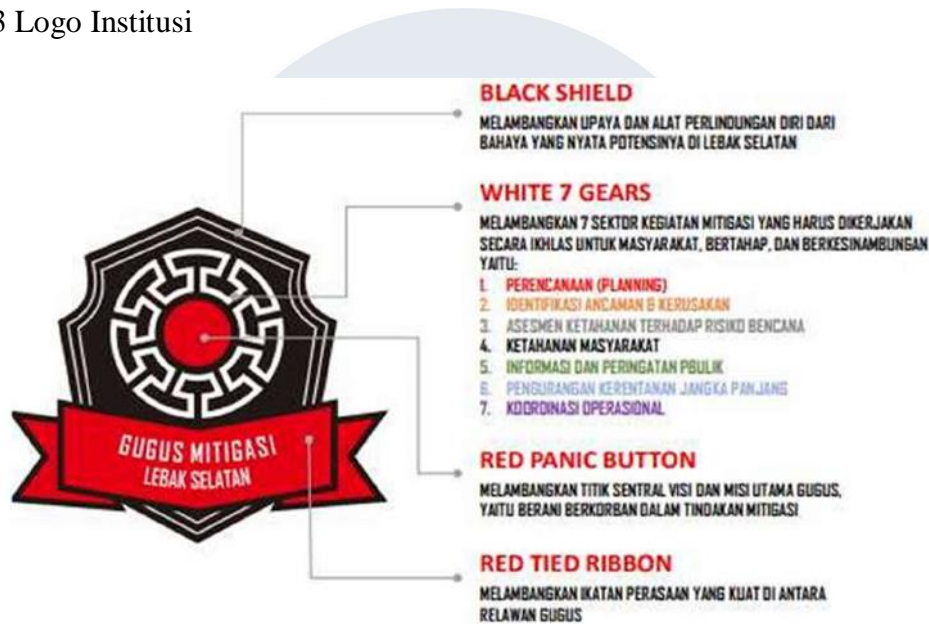 3 Logo Institusi
BLACK SHIELD
MELAMBANGKAN UPAYA DAN ALAT PERLINDUNGAN DIRI DARI
BAHAYA YANG NYATA POTENSINYA DI LEBAK SELATAN
WHITE 7 GEARS
MELAMBANGKAN 7 SEKTOR KEGIATAN MITIGASI YANG HARUS DIKERJAKAN
SECARA IKHLAS UNTUK MASYARAKAT, BERTAHAP, DAN BERKESINAMBUNGAN
YAITU:
1. PERENCANAAN (PLANNING)
2. IDENTIFIKASI ANCAMAN & KERUSAKAN
3. ASESMEN KETAHANAN TERHADAP RISIKO BENCANA
4. KETAHANAN MASYARAKAT
5. INFORMASI DAN PERINGATAN PBULIK
6. PENGURANGAN KERENTANAN JANGKA PANJANG
7. KOORDINASI OPERASIONAL
GUGUS MITIGASI
LEBAK SELATAN
RED PANIC BUTTON
MELAMBANGKAN TITIK SENTRAL VISI DAN MISI UTAMA GUGUS,
YAITU BERANI BERKORBAN DALAM TINDAKAN MITIGASI
RED TIED RIBBON
MELAMBANGKAN IKATAN PERASAAN YANG KUAT DI ANTARA
RELAWAN GUGUS